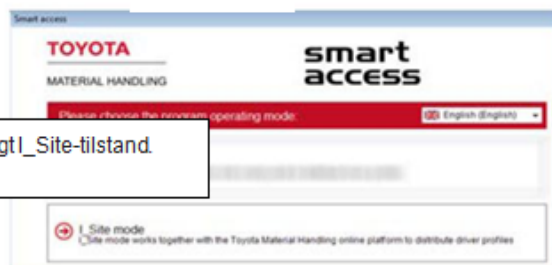 Smart access
TOYOTA
MATERIAL HANDLING
smart
access
Please choose the program operating mode:
English (English)
gt I_Site-tilstand.
I_Site mode
I_Site mode works together with the Toyota Material Handling online platform to distribute driver profiles